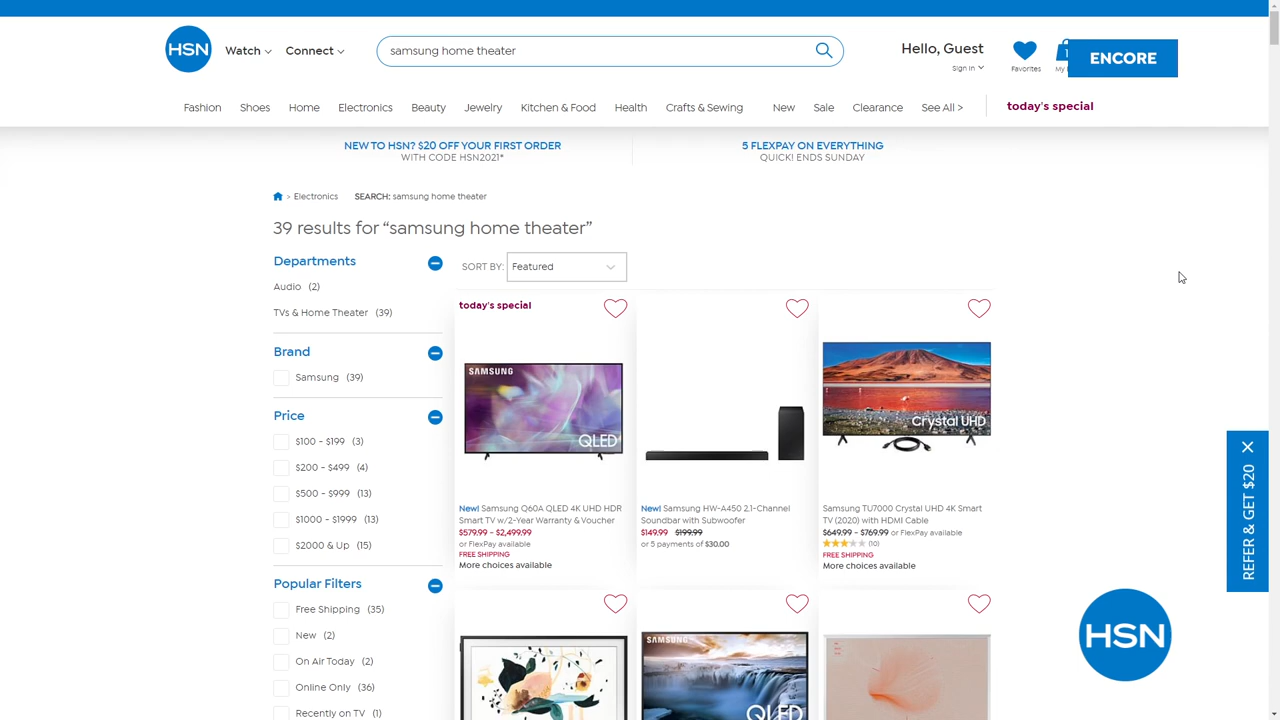 HSN
Watch
Connect
samsung home theater
Hello, Guest
Sign in
Favorites
My
1
ENCORE
Fashion
Shoes
Home
Electronics
Beauty
Jewelry
Kitchen & Food
Health
Crafts & Sewing
New
Sale
Clearance
See All >
today's special
NEW TO HSN? $20 OFF YOUR FIRST ORDER
WITH CODE HSN2021*
5 FLEXPAY ON EVERYTHING
QUICK! ENDS SUNDAY
> Electronics
SEARCH: samsung home theater
39 results for “samsung home theater”
Departments
Audio (2)
TVs & Home Theater (39)
Brand
Samsung (39)
Price
$100 - $199 (3)
$200 - $499 (4)
$500 - $999 (13)
$1000 - $1999 (13)
$2000 & Up (15)
Popular Filters
Free Shipping (35)
New (2)
On Air Today (2)
Online Only (36)
Recently on TV (1)
SORT BY:
Featured
today's special
SAMSUNG
QLED
New! Samsung Q60A QLED 4K UHD HDR
Smart TV w/2-Year Warranty & Voucher
$579.99 - $2,499.99
or FlexPay available
FREE SHIPPING
More choices available
New! Samsung HW-A450 2.1-Channel
Soundbar with Subwoofer
$149.99 $199.99
or 5 payments of $30.00
Crystal UHD
Samsung TU7000 Crystal UHD 4K Smart
TV (2020) with HDMI Cable
$649.99 - $769.99 or FlexPay available
(10)
FREE SHIPPING
More choices available
SAMSUNG
QLED
REFER & GET $20
HSN